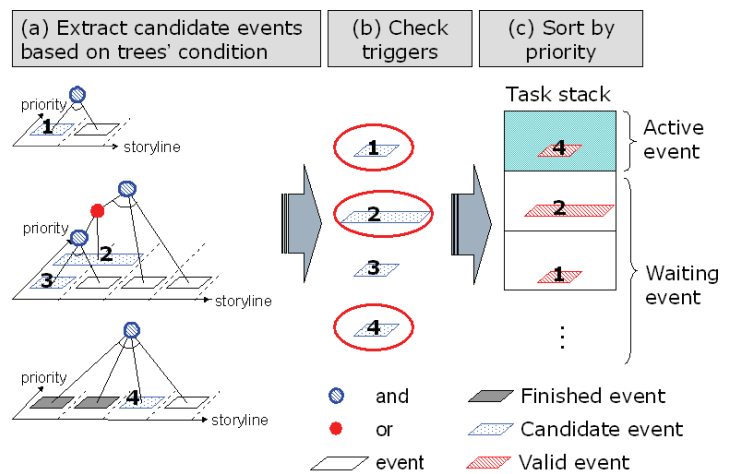 (a) Extract candidate events
based on trees' condition
(b) Check
triggers
(c) Sort by
priority
priority
1
storyline
priority
2
3
storyline
priority
4
storyline
1
2
3
4
Task stack
4
2
1
⋮
Active
event
Waiting
event
and
or
event
Finished event
Candidate event
Valid event